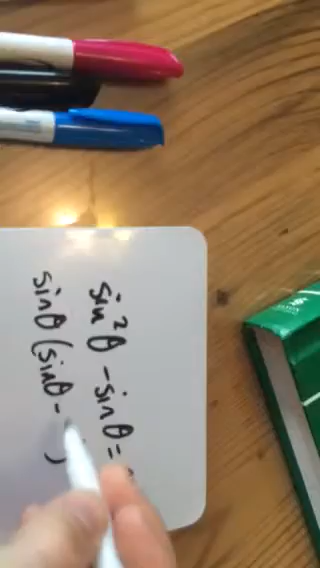 sin²θ - sinθ =
sinθ (sinθ - )